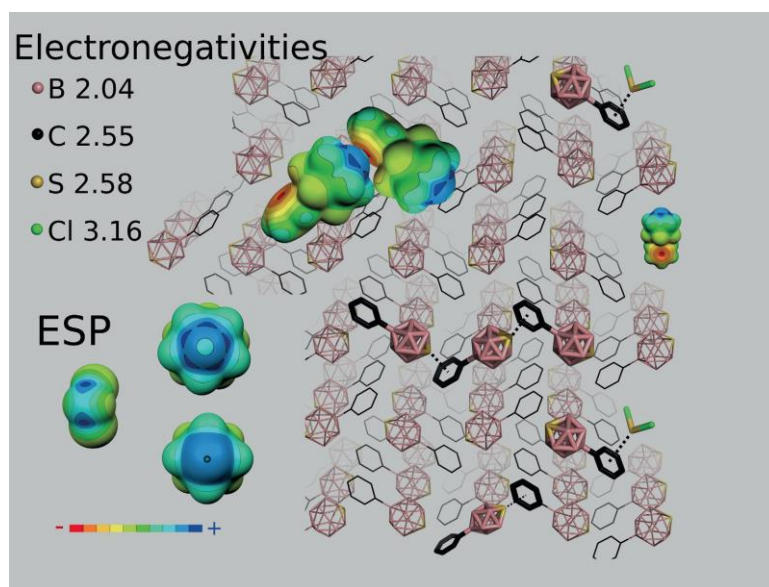 Electronegativities
B 2.04
C 2.55
S 2.58
Cl 3.16
ESP
- +